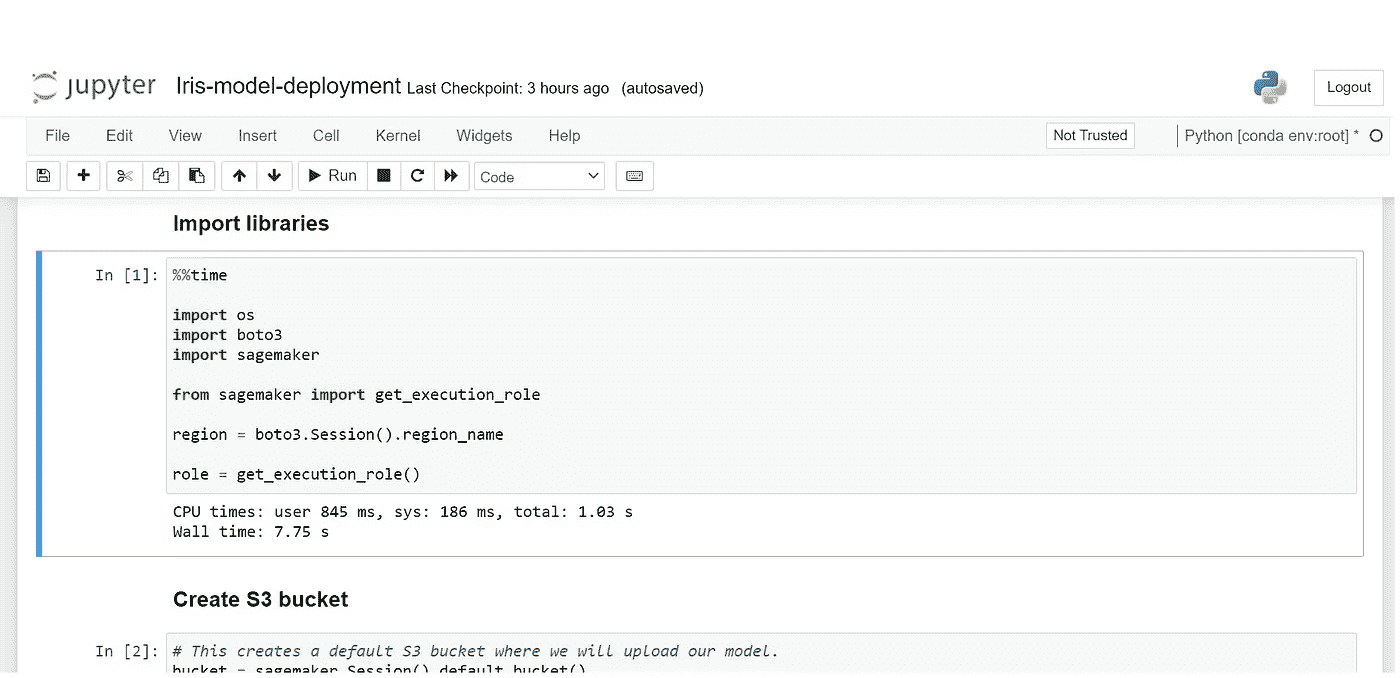 jupyter Iris-model-deployment Last Checkpoint: 3 hours ago (autosaved) Logout
File Edit View Insert Cell Kernel Widgets Help Not Trusted Python [conda env:root] *
Run Code
Import libraries
In [1]: %%time
import os
import boto3
import sagemaker
from sagemaker import get_execution_role
region = boto3.Session().region_name
role = get_execution_role()
CPU times: user 845 ms, sys: 186 ms, total: 1.03 s
Wall time: 7.75 s
Create S3 bucket
In [2]: # This creates a default S3 bucket where we will upload our model.
bucket = sagemaker.Session().default_bucket()